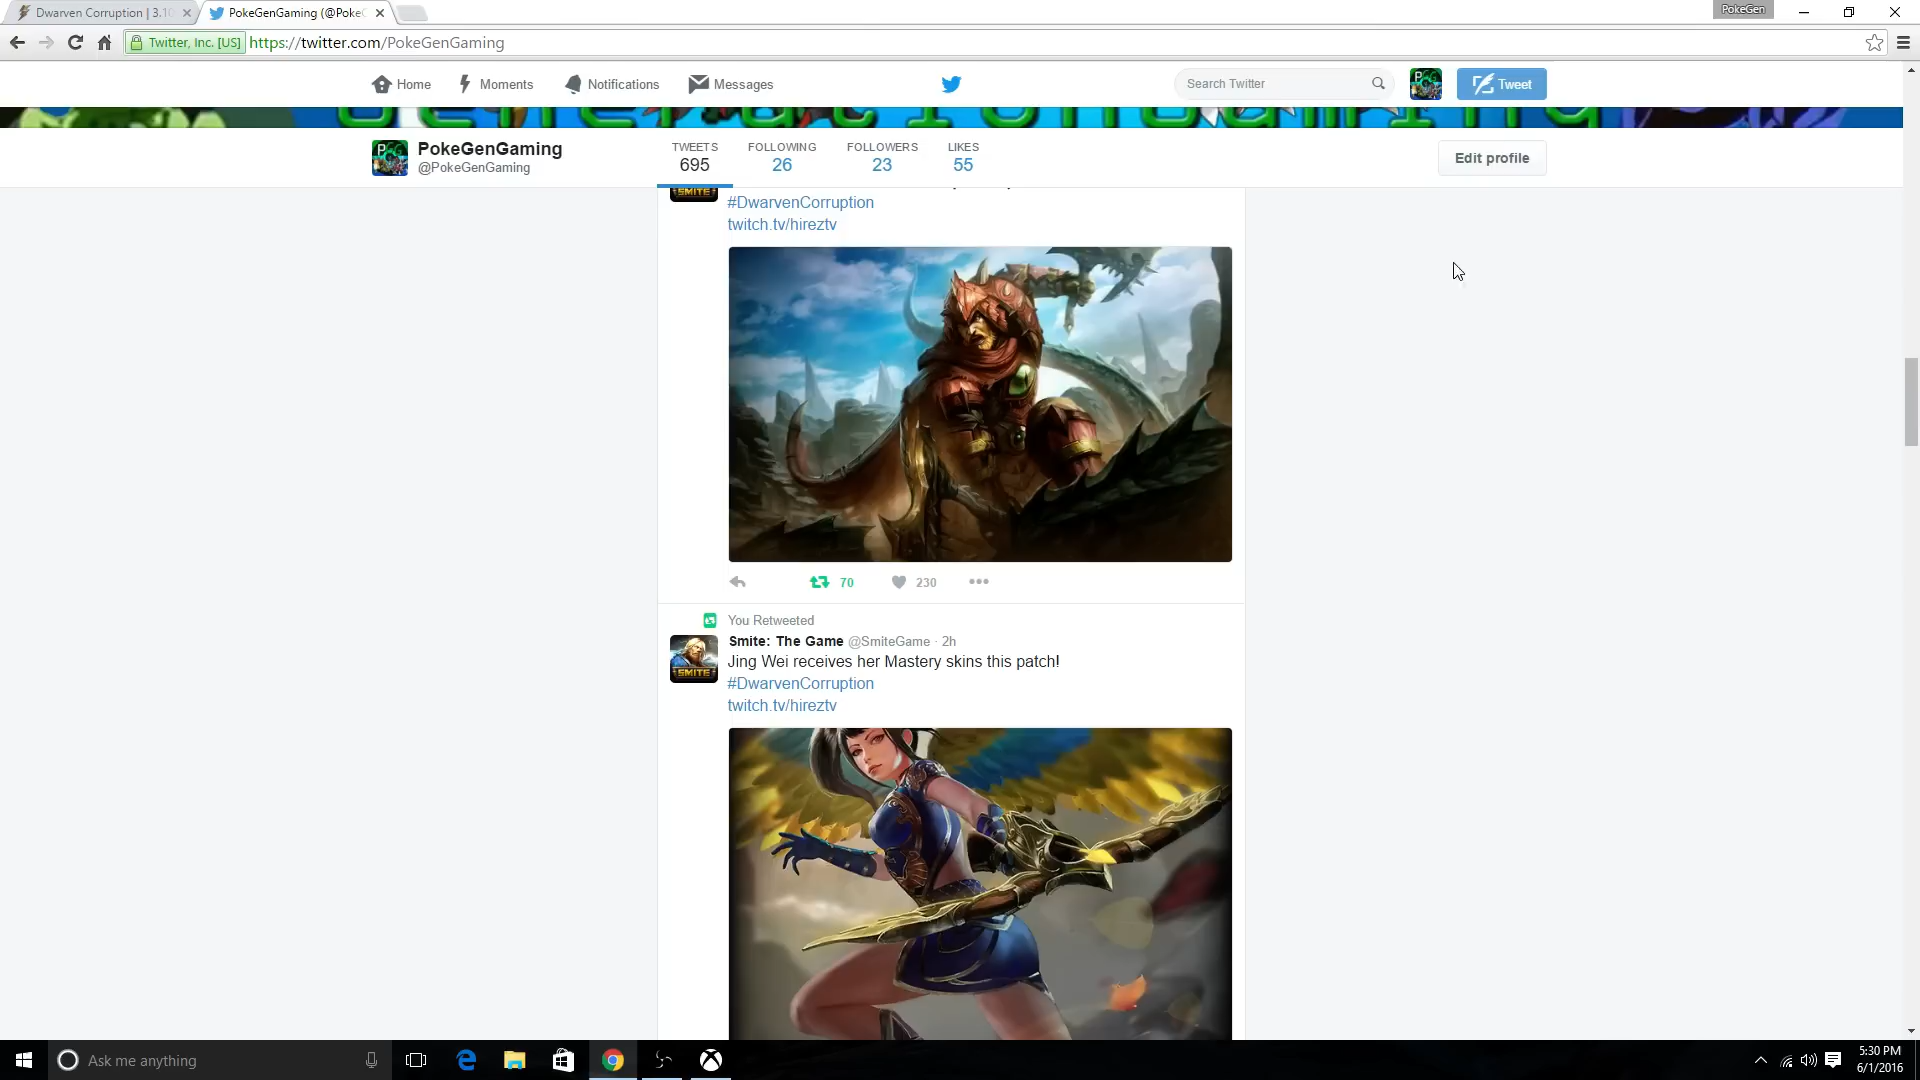 Dwarven Corruption | 3.10
PokeGenGaming (@Poke
PokeGen
Twitter, Inc. [US]
https://twitter.com/PokeGenGaming
Home
Moments
Notifications
Messages
Search Twitter
Tweet
GenerationGaming
PokeGenGaming
@PokeGenGaming
TWEETS
695
FOLLOWING
26
FOLLOWERS
23
LIKES
55
Edit profile
SMITE
#DwarvenCorruption
twitch.tv/hireztv
70
230
You Retweeted
Smite: The Game @SmiteGame · 2h
SMITE
Jing Wei receives her Mastery skins this patch!
#DwarvenCorruption
twitch.tv/hireztv
Ask me anything
5:30 PM
6/1/2016